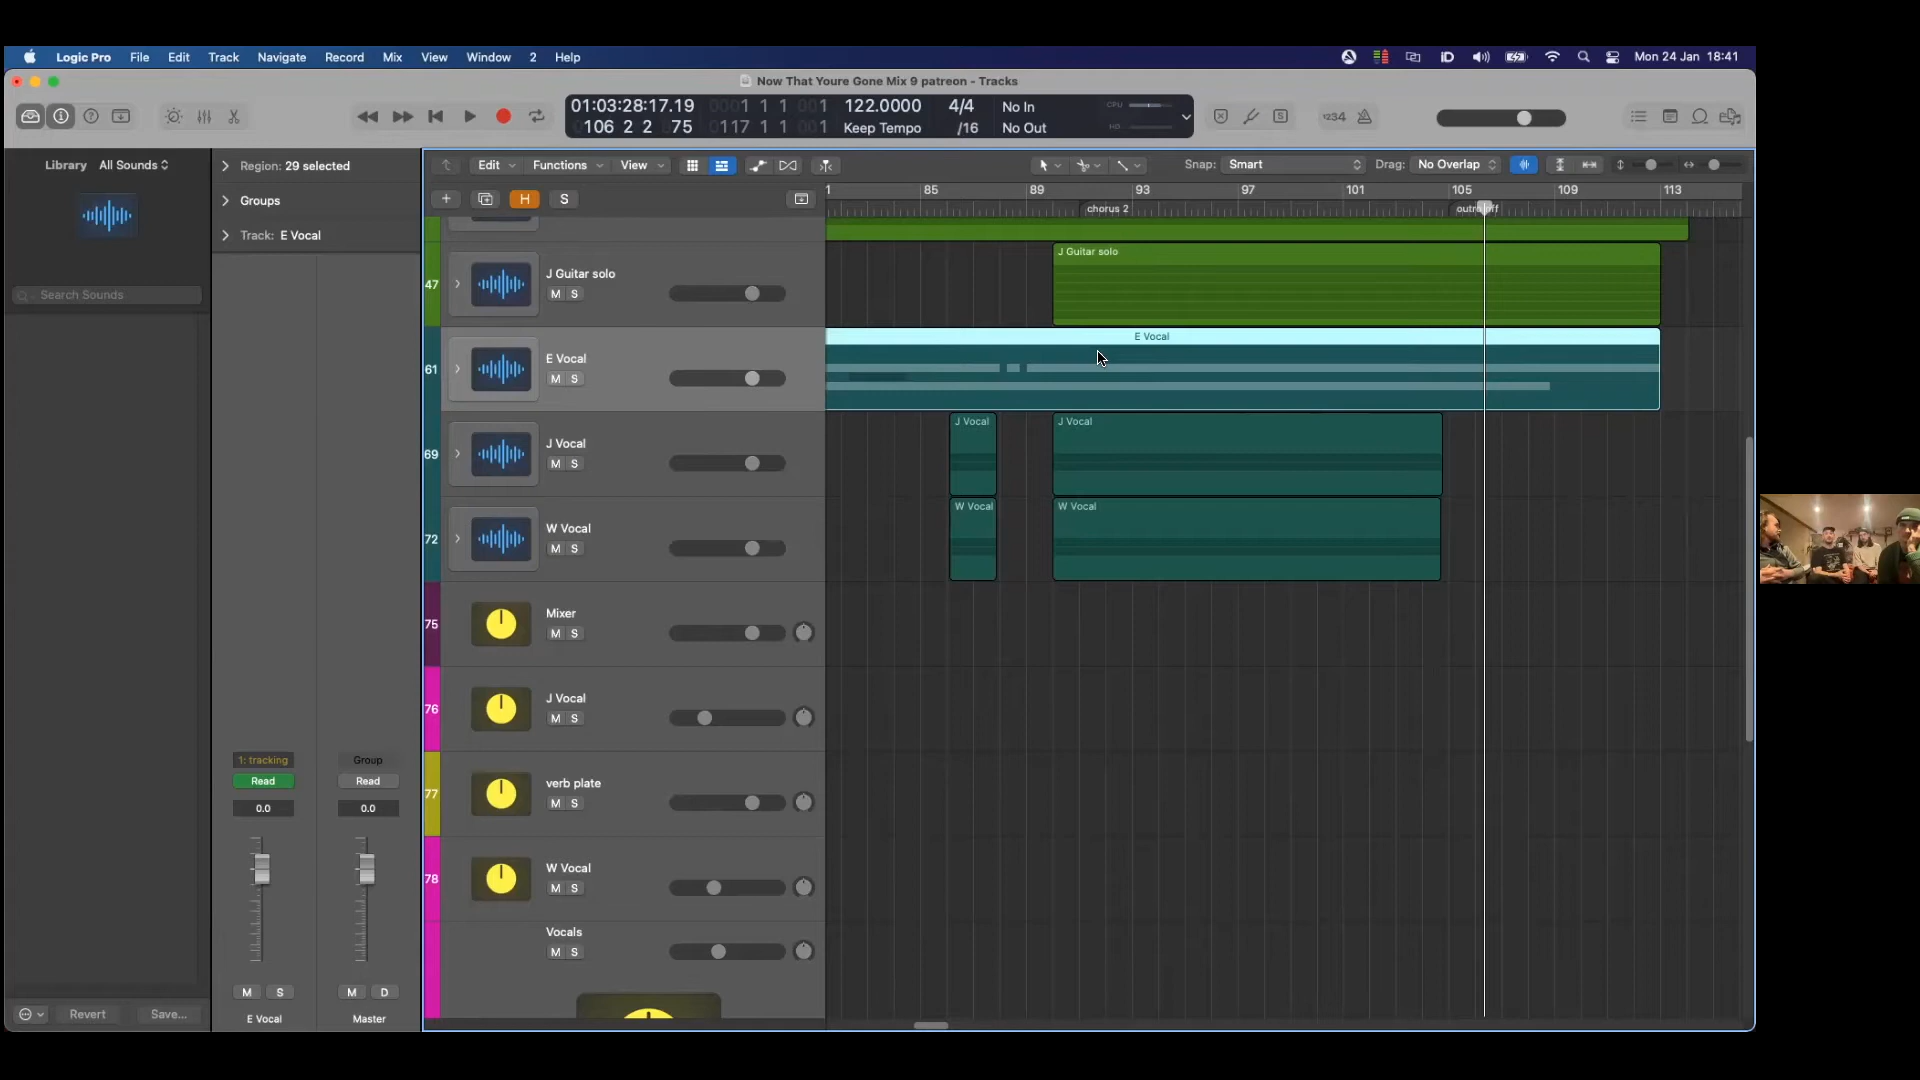 Logic Pro File Edit Track Navigate Record Mix View Window 2 Help
iD Mon 24 Jan 18:41
Now That Youre Gone Mix 9 patreon - Tracks
01:03:28:17.19 0001 1 1 001 122.0000 4/4 No In CPU
0106 2 2 075 0117 1 1 001 Keep Tempo /16 No Out HD
1234
Library All Sounds
Search Sounds
Region: 29 selected
Groups
Track: E Vocal
Edit Functions View
Snap: Smart Drag: No Overlap
H S
85 89 93 97 101 105 109 113
chorus 2
47 J Guitar solo
M S
J Guitar solo
61 E Vocal
M S
E Vocal
69 J Vocal
M S
J Vocal J Vocal
72 W Vocal
M S
W Vocal W Vocal
75 Mixer
M S
76 J Vocal
M S
77 verb plate
M S
78 W Vocal
M S
Vocals
M S
1: tracking Group
Read Read
0.0 0.0
M S M D
E Vocal Master
Revert Save...